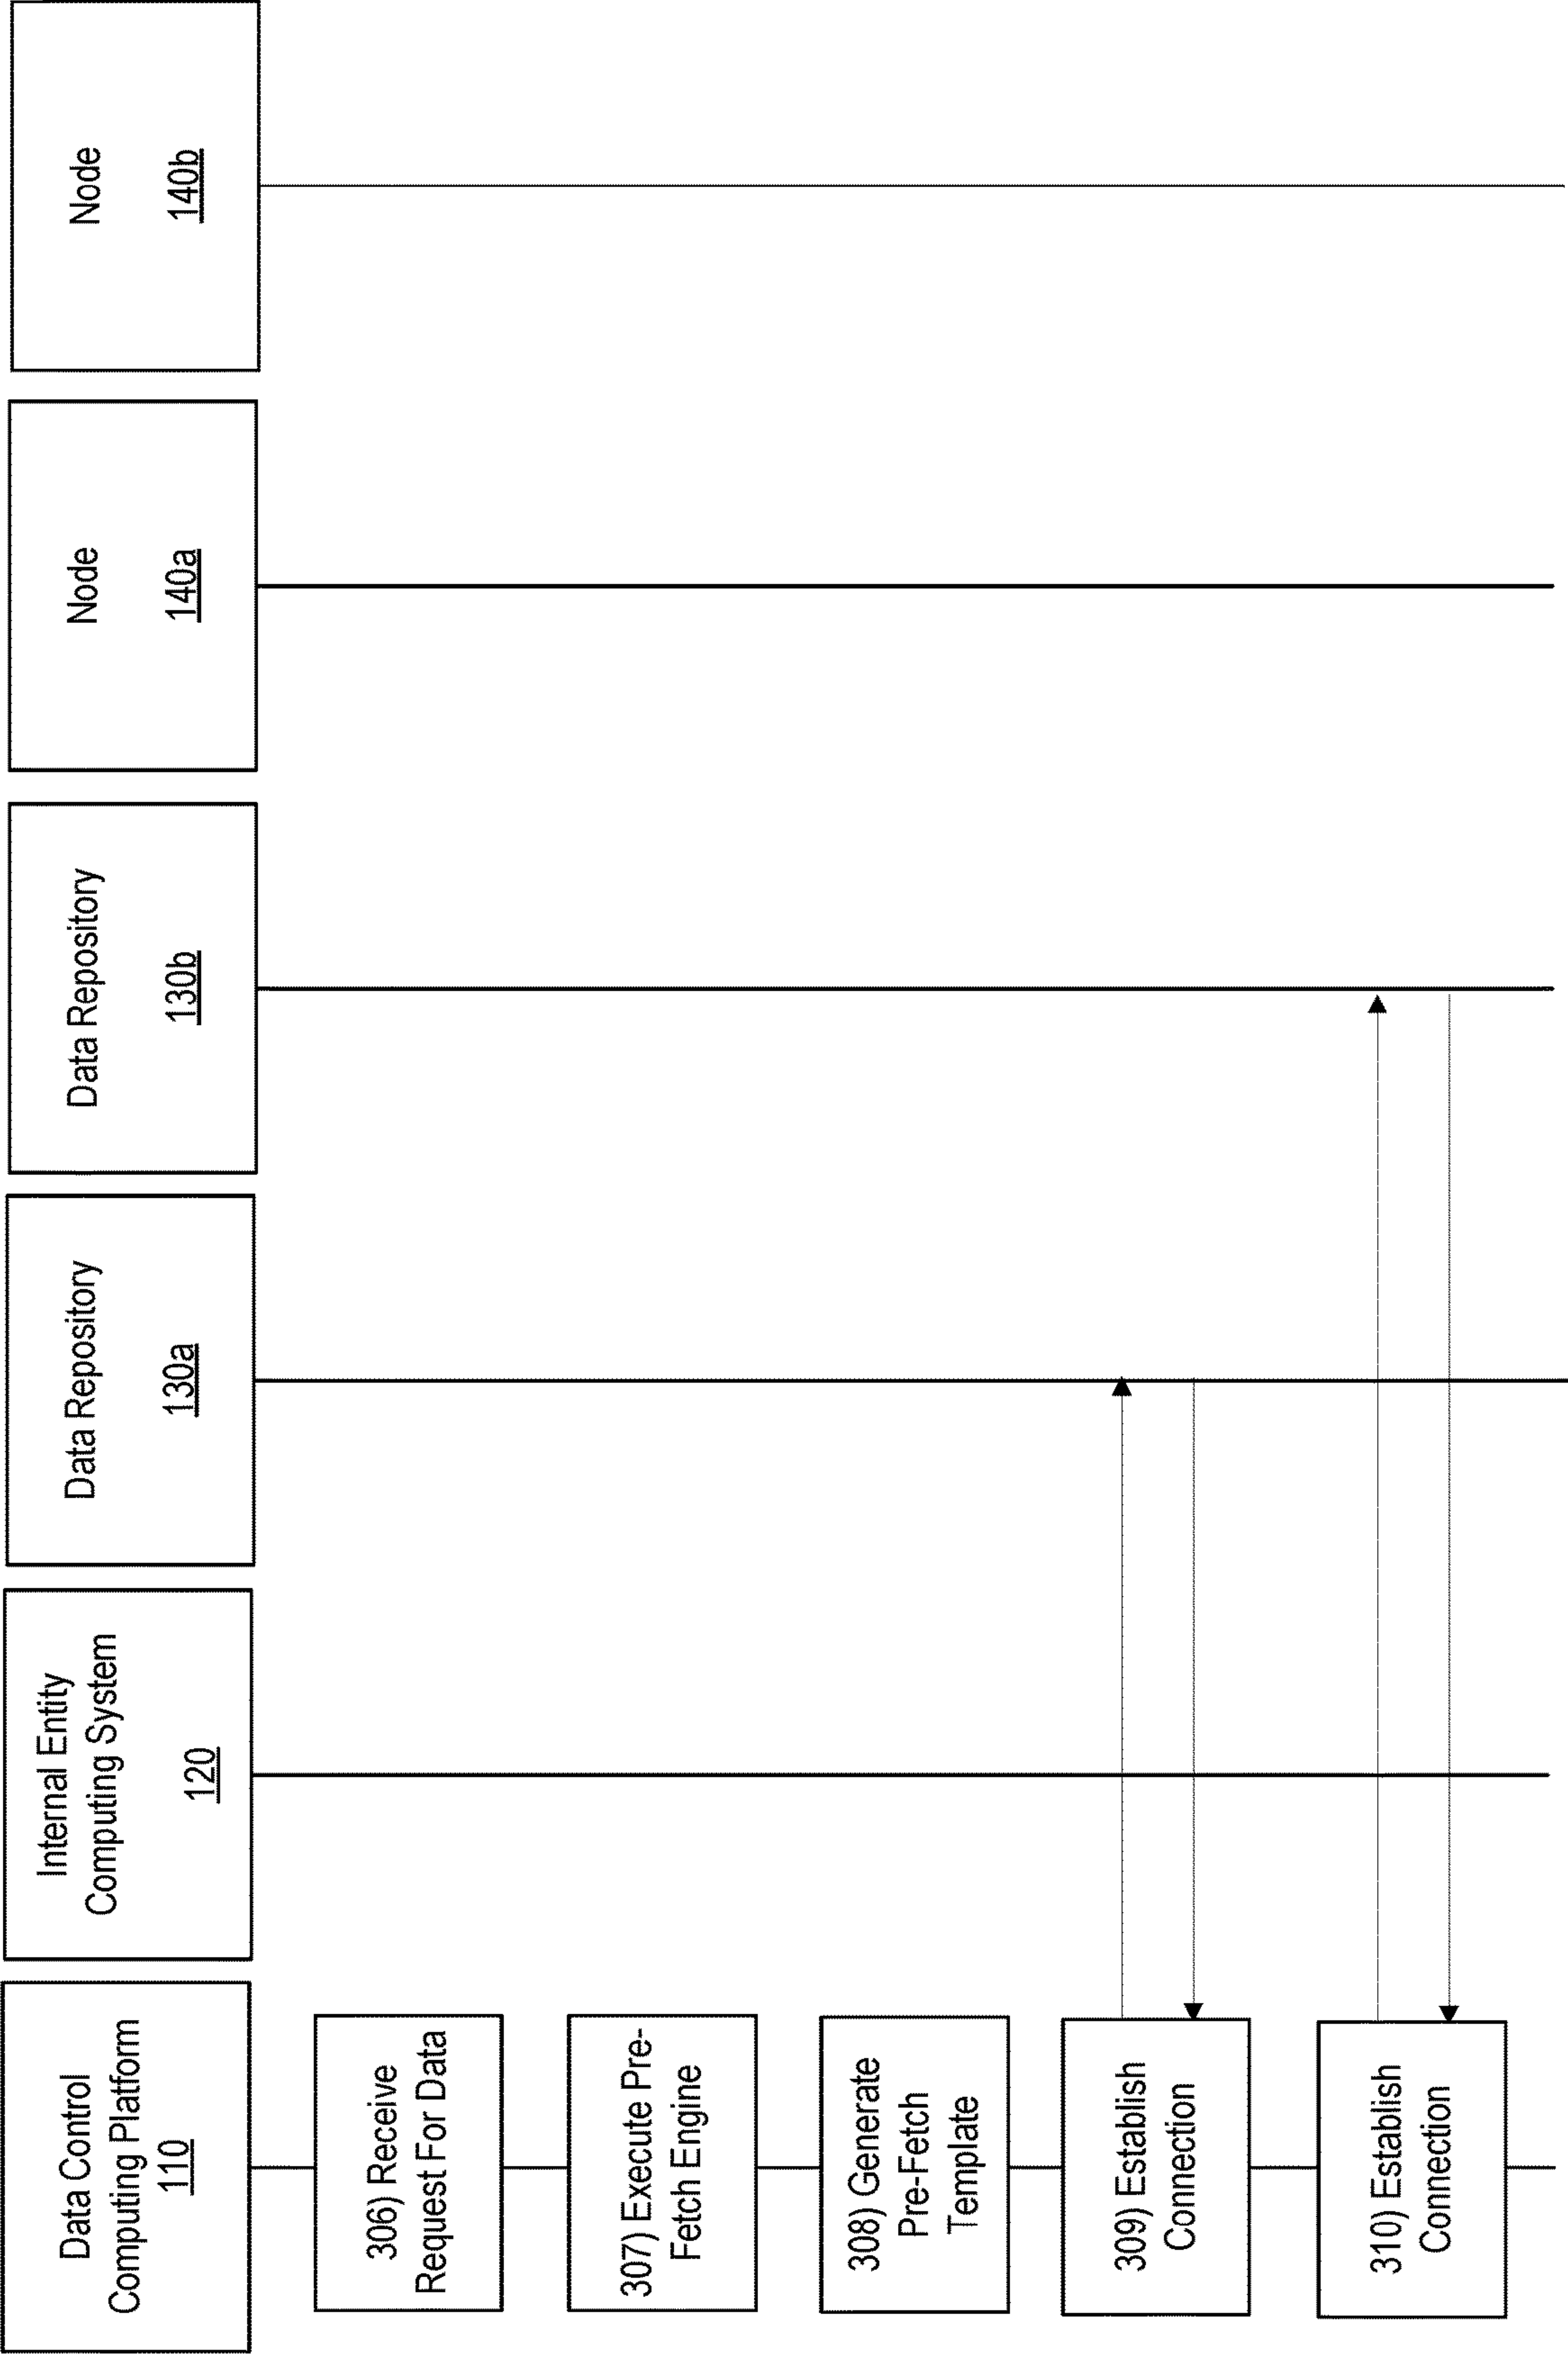 Data Control
Computing Platform
110
Internal Entity
Computing System
120
Data Repository
130a
Data Repository
130b
Node
140a
Node
140b
306) Receive
Request For Data
307) Execute Pre-
Fetch Engine
308) Generate
Pre-Fetch
Template
309) Establish
Connection
310) Establish
Connection